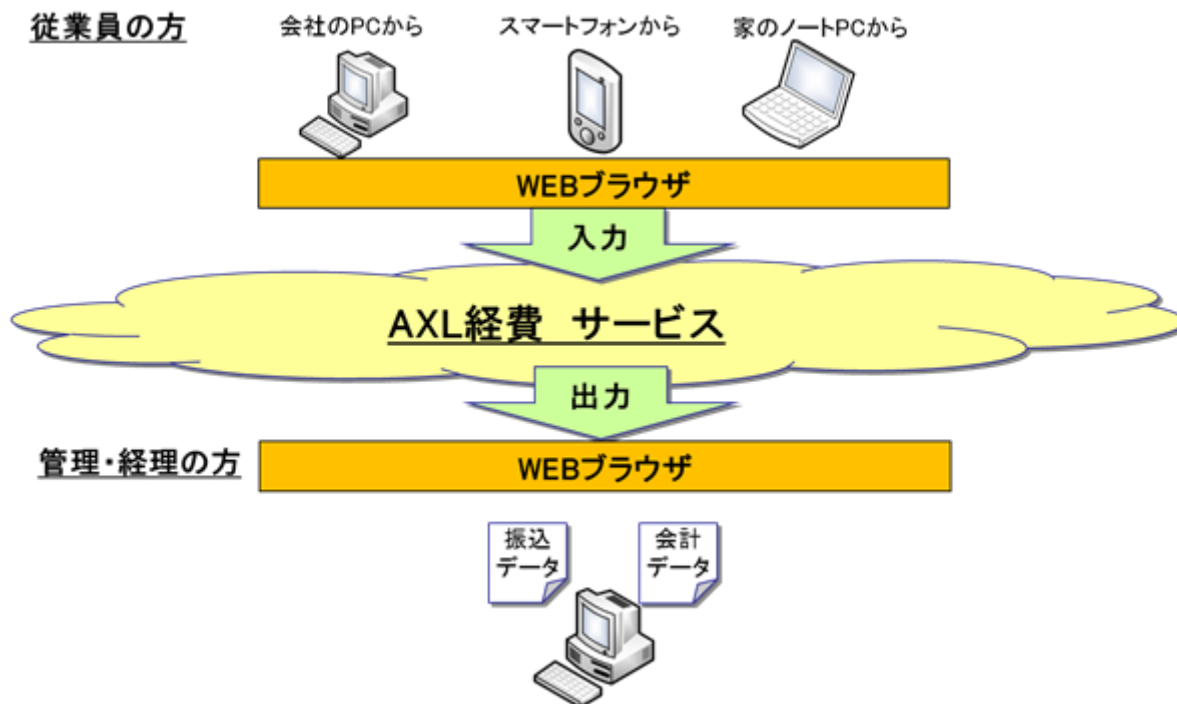 従業員の方
会社のPCから
スマートフォンから
家のノートPCから
WEBブラウザ
入力
AXL経費　サービス
出力
管理・経理の方
WEBブラウザ
振込
データ
会計
データ